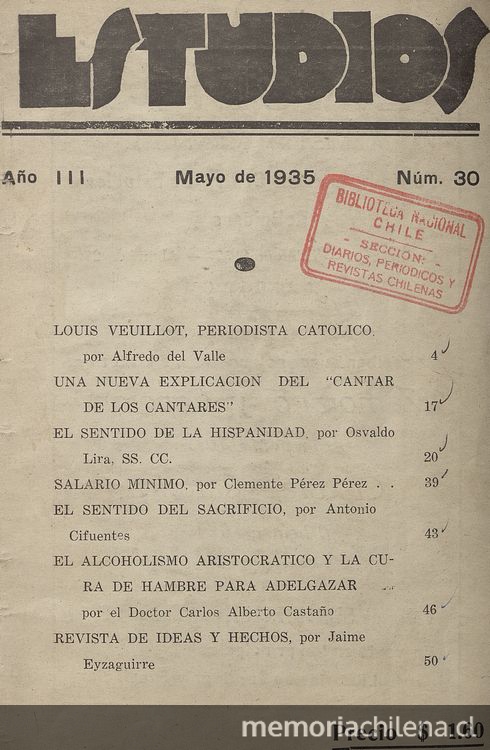 ESTUDIOS
Año III Mayo de 1935 Núm. 30
BIBLIOTECA NACIONAL
CHILE
- SECCIÓN: -
DIARIOS, PERIODICOS Y
REVISTAS CHILENAS
LOUIS VEUILLOT, PERIODISTA CATOLICO,
por Alfredo del Valle 4
UNA NUEVA EXPLICACION DEL "CANTAR
DE LOS CANTARES" 17
EL SENTIDO DE LA HISPANIDAD, por Osvaldo
Lira, SS. CC. 20
SALARIO MINIMO, por Clemente Pérez Pérez . . 39
EL SENTIDO DEL SACRIFICIO, por Antonio
Cifuentes 43
EL ALCOHOLISMO ARISTOCRATICO Y LA CU-
RA DE HAMBRE PARA ADELGAZAR
por el Doctor Carlos Alberto Castaño 46
REVISTA DE IDEAS Y HECHOS, por Jaime
Eyzaguirre 50
Precio $ 1.60
memoriachilena.cl